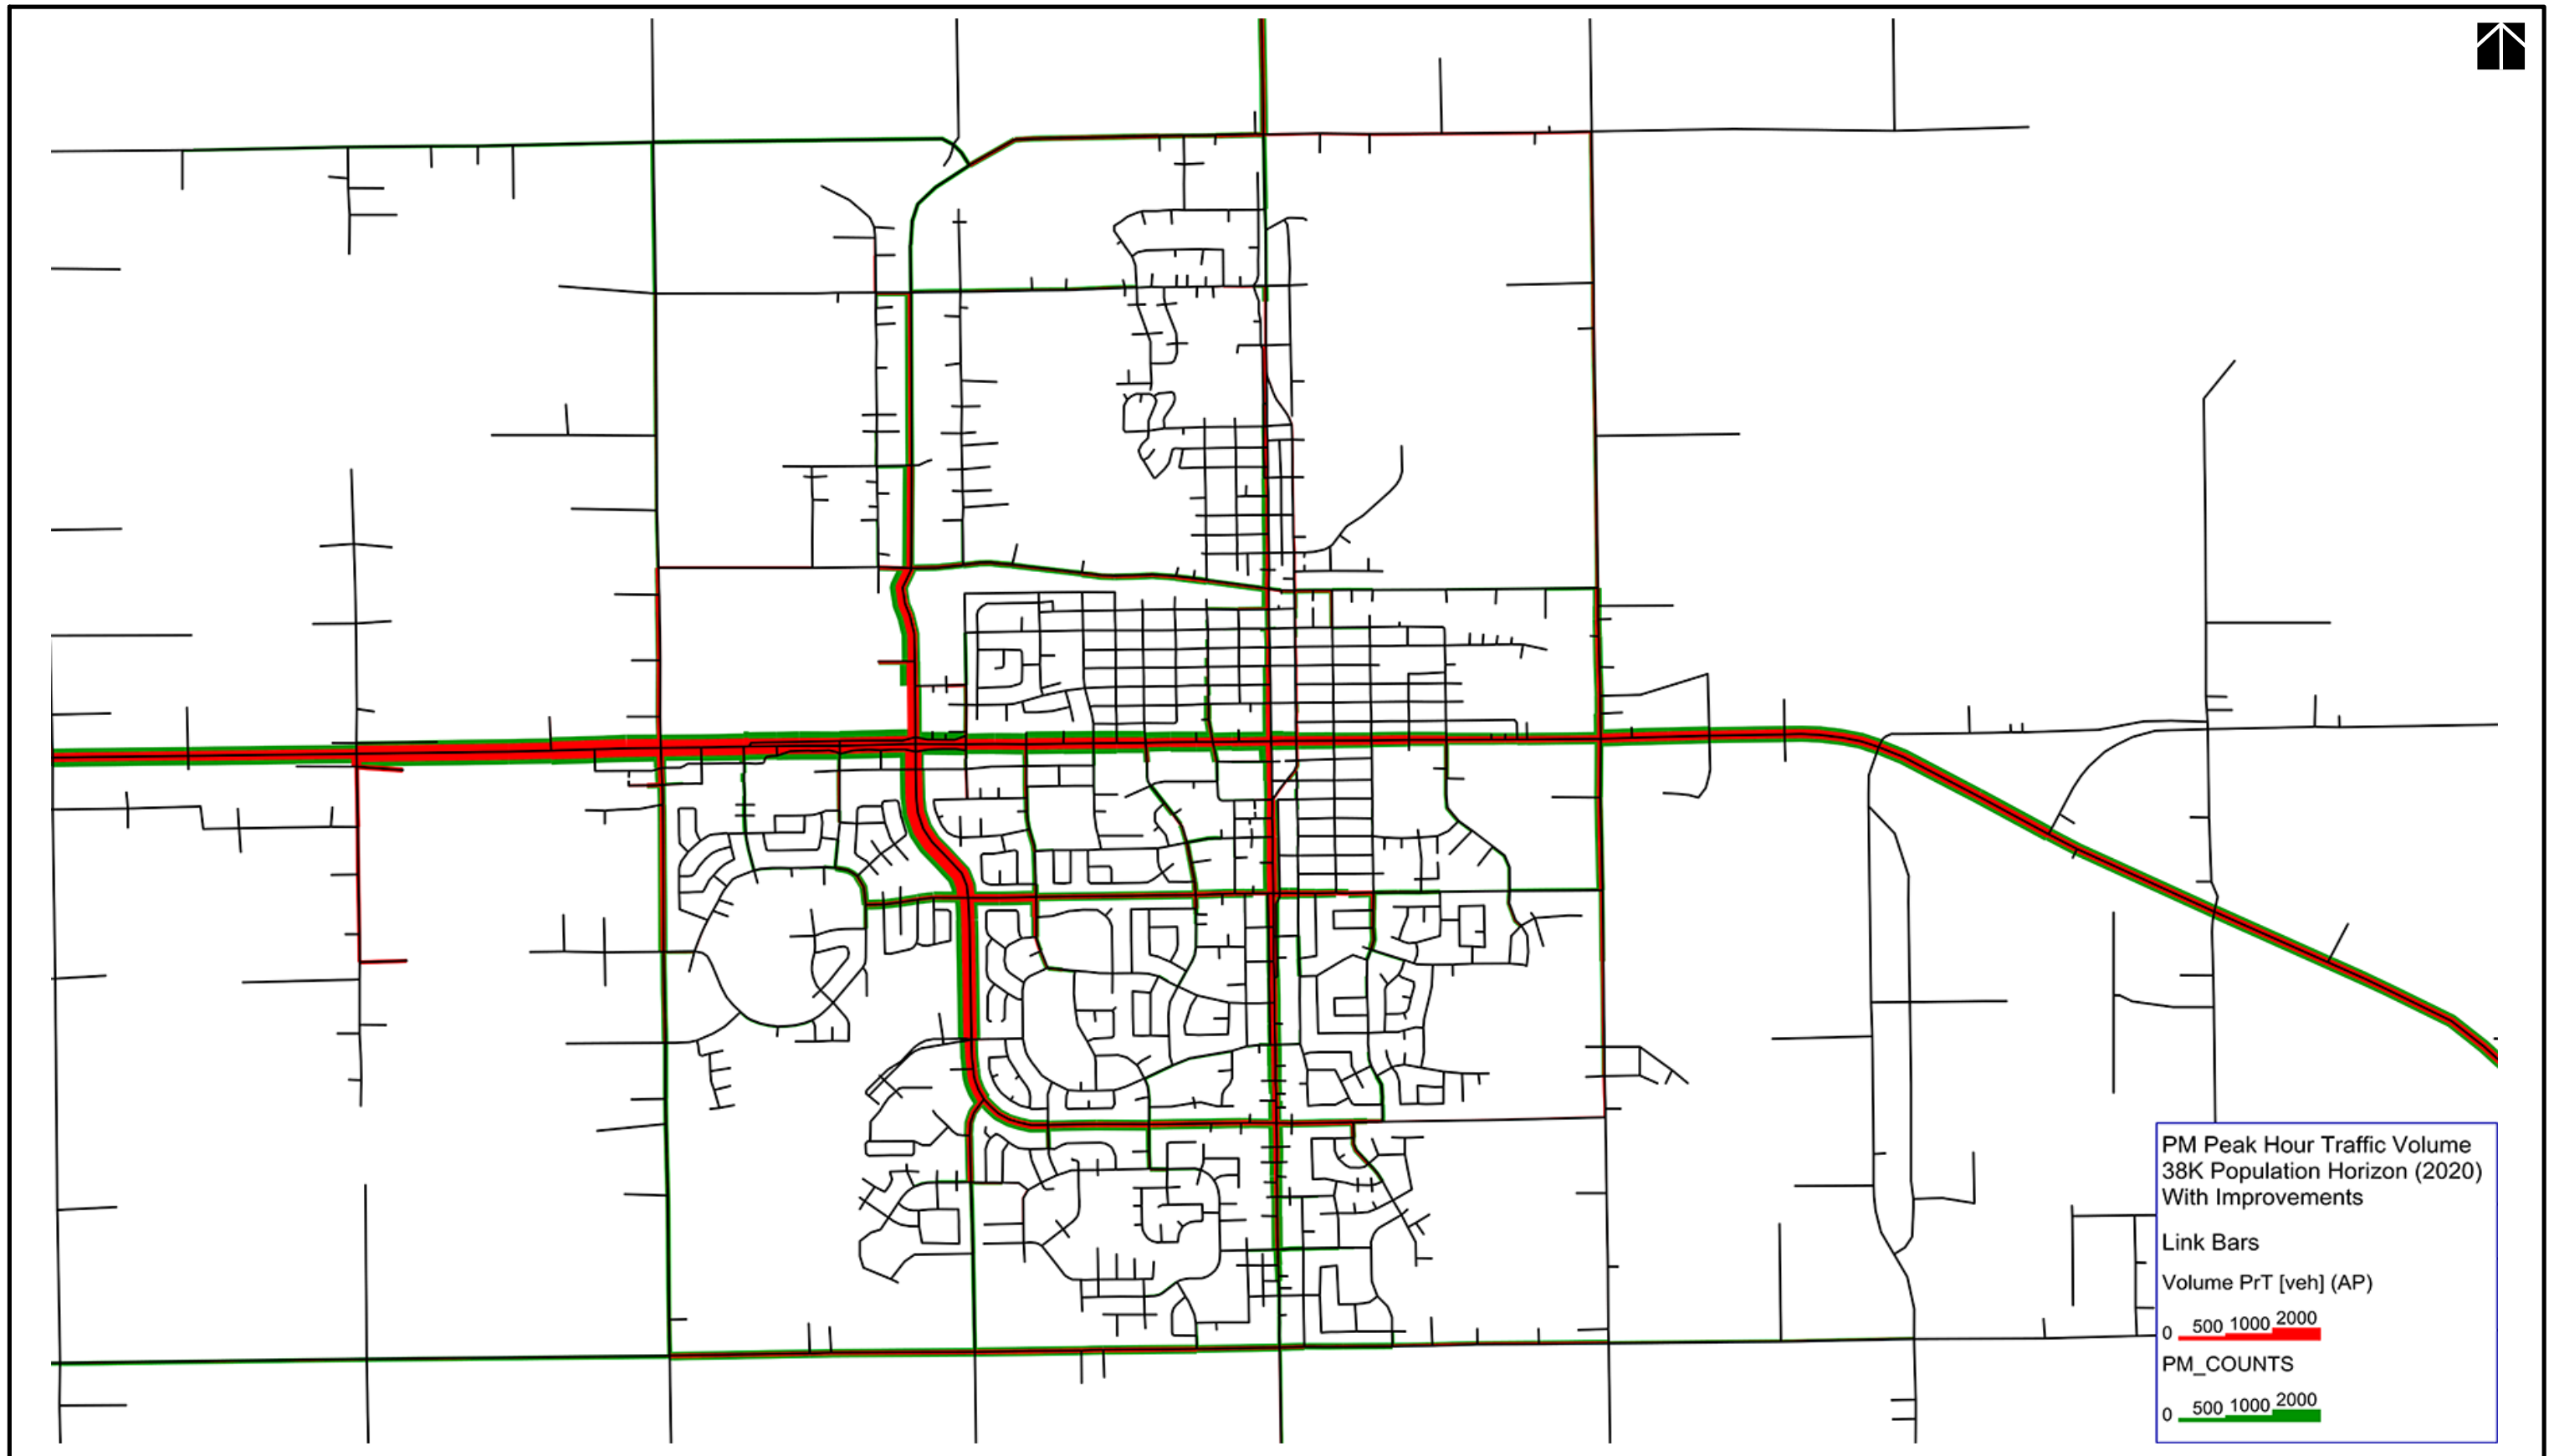 PM Peak Hour Traffic Volume
38K Population Horizon (2020)
With Improvements
Link Bars
Volume PrT [veh] (AP)
0 500 1000 2000
PM_COUNTS
0 500 1000 2000